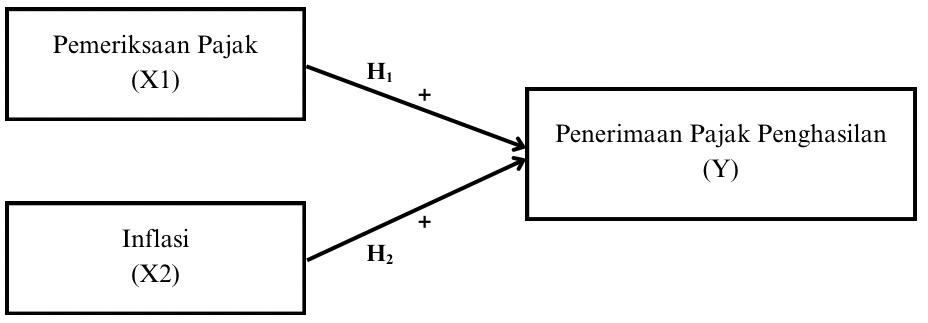 Pemeriksaan Pajak
(X1)
H₁
+
Penerimaan Pajak Penghasilan
(Y)
+
H₂
Inflasi
(X2)